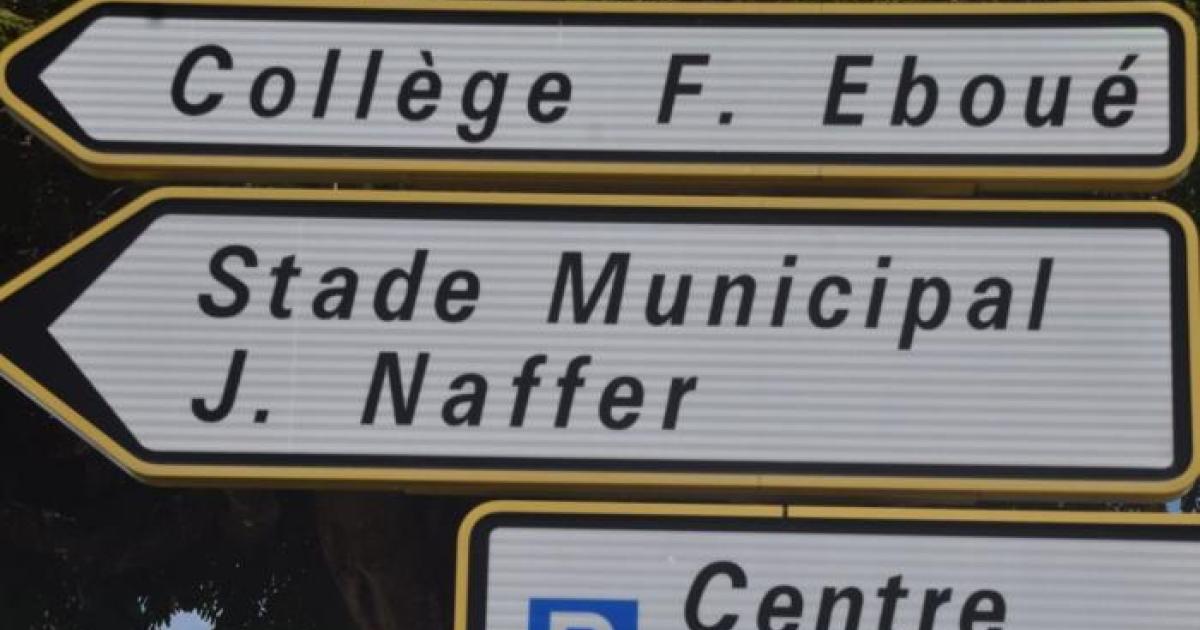 Collège F. Eboué
Stade Municipal
J. Naffer
P Centre